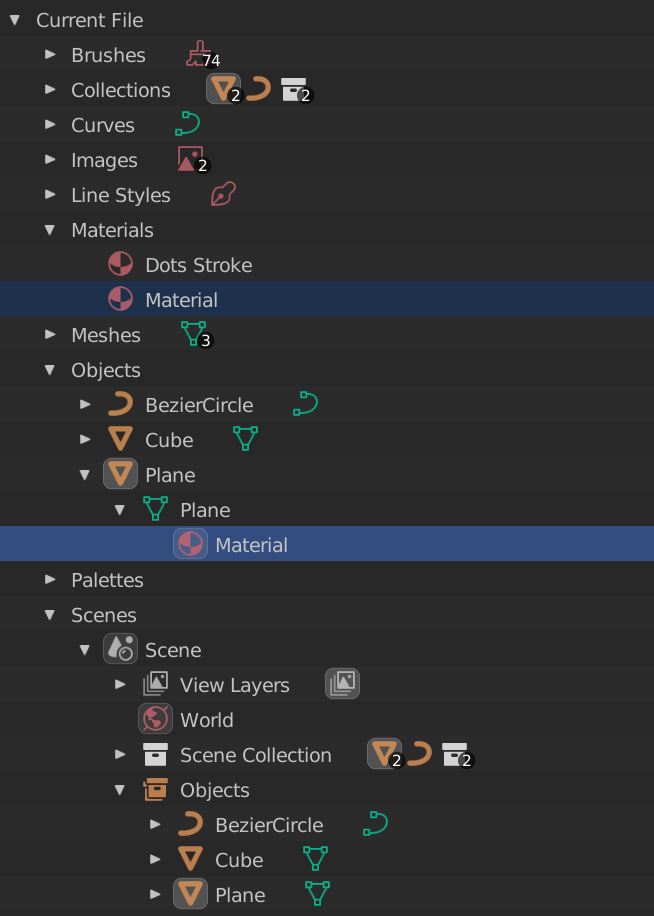 Current File
Brushes 74
Collections 2 2
Curves
Images 2
Line Styles
Materials
Dots Stroke
Material
Meshes 3
Objects
BezierCircle
Cube
Plane
Plane
Material
Palettes
Scenes
Scene
View Layers
World
Scene Collection 2 2
Objects
BezierCircle
Cube
Plane